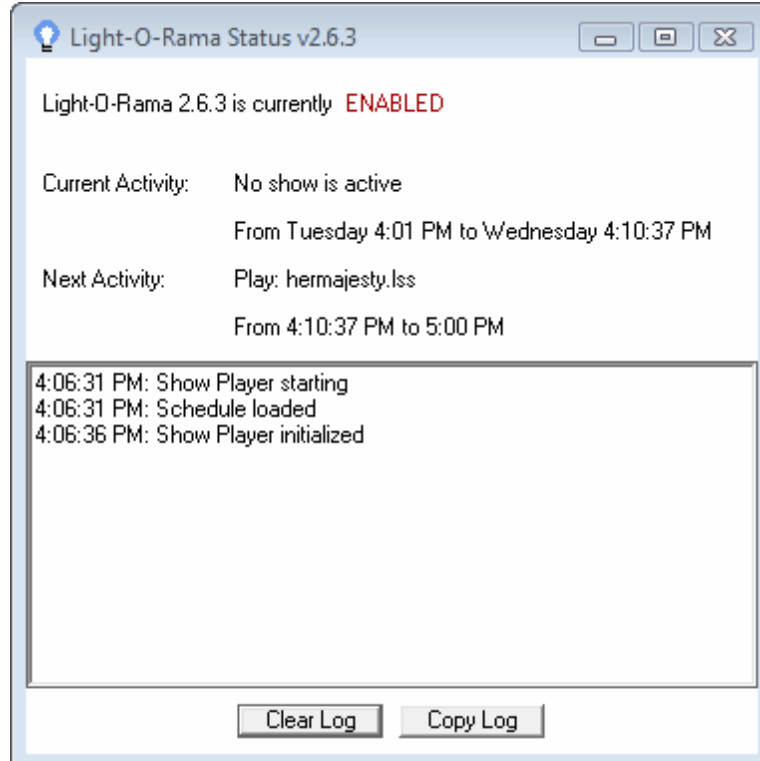 Light-O-Rama Status v2.6.3
Light-O-Rama 2.6.3 is currently ENABLED
Current Activity: No show is active
From Tuesday 4:01 PM to Wednesday 4:10:37 PM
Next Activity: Play: hermajesty.lss
From 4:10:37 PM to 5:00 PM
4:06:31 PM: Show Player starting
4:06:31 PM: Schedule loaded
4:06:36 PM: Show Player initialized
Clear Log Copy Log